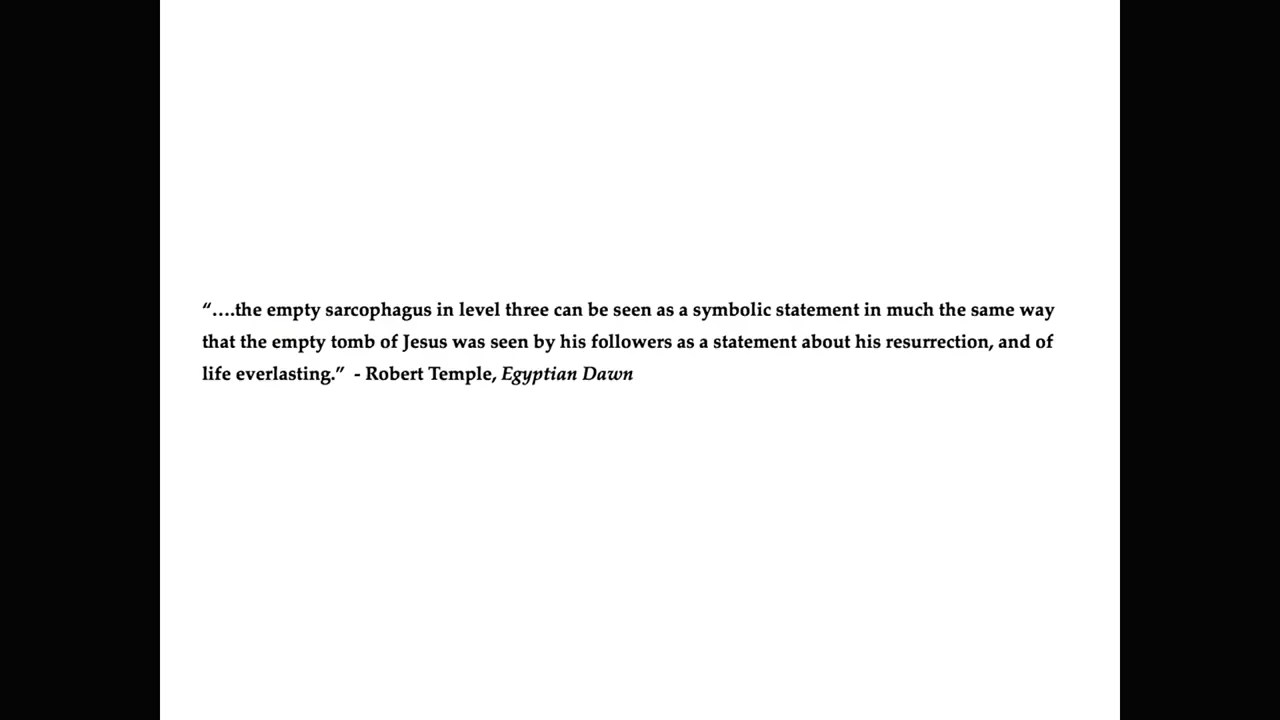 “….the empty sarcophagus in level three can be seen as a symbolic statement in much the same way
that the empty tomb of Jesus was seen by his followers as a statement about his resurrection, and of
life everlasting.”  - Robert Temple, Egyptian Dawn